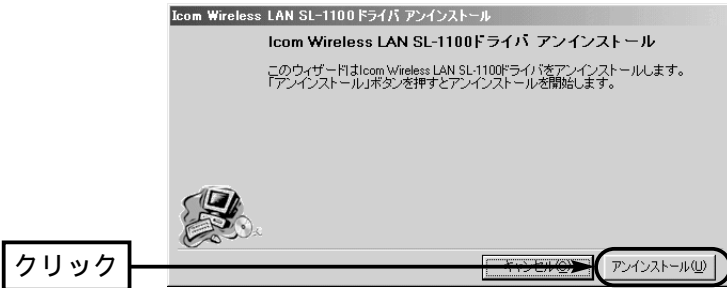 Icom Wireless LAN SL-1100ドライバ アンインストール
Icom Wireless LAN SL-1100ドライバ アンインストール
このウィザードはIcom Wireless LAN SL-1100ドライバをアンインストールします。
「アンインストール」ボタンを押すとアンインストールを開始します。
クリック
キャンセル(C)
アンインストール(U)